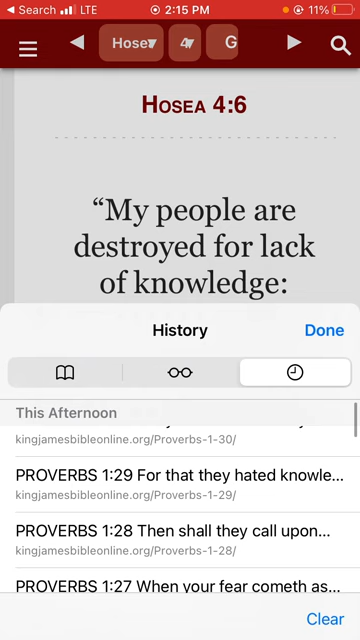 Search LTE 2:15 PM 11%
Hose 4 G
HOSEA 4:6
“My people are
destroyed for lack
of knowledge:
History Done
This Afternoon
kingjamesbibleonline.org/Proverbs-1-30/
PROVERBS 1:29 For that they hated knowle...
kingjamesbibleonline.org/Proverbs-1-29/
PROVERBS 1:28 Then shall they call upon...
kingjamesbibleonline.org/Proverbs-1-28/
PROVERBS 1:27 When your fear cometh as...
Clear